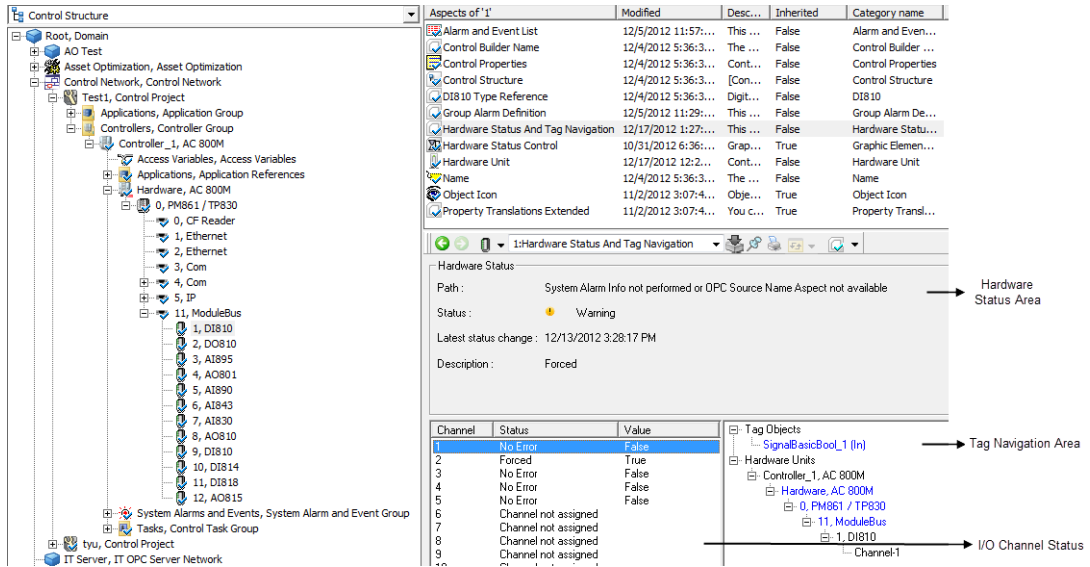 Control Structure
Root, Domain
AO Test
Asset Optimization, Asset Optimization
Control Network, Control Network
Test1, Control Project
Applications, Application Group
Controllers, Controller Group
Controller_1, AC 800M
Access Variables, Access Variables
Applications, Application References
Hardware, AC 800M
0, PM861 / TP830
0, CF Reader
1, Ethernet
2, Ethernet
3, Com
4, Com
5, IP
11, ModuleBus
1, DI810
2, DO810
3, AI895
4, AO801
5, AI890
6, AI843
7, AI830
8, AO810
9, DI810
10, DI814
11, DI818
12, AO815
System Alarms and Events, System Alarm and Event Group
Tasks, Control Task Group
tyu, Control Project
IT Server, IT OPC Server Network
Aspects of '1' Modified Desc... Inherited Category name
Alarm and Event List 12/5/2012 11:57:... This ... False Alarm and Even...
Control Builder Name 12/4/2012 5:36:3... The ... False Control Builder ...
Control Properties 12/4/2012 5:36:3... Cont... False Control Properties
Control Structure 12/4/2012 5:36:3... [Con... False Control Structure
DI810 Type Reference 12/4/2012 5:36:3... Digit... False DI810
Group Alarm Definition 12/5/2012 11:29:... This ... False Group Alarm De...
Hardware Status And Tag Navigation 12/17/2012 1:27:... This ... False Hardware Statu...
Hardware Status Control 10/31/2012 6:36:... Grap... True Graphic Elemen...
Hardware Unit 12/17/2012 12:2... Cont... False Hardware Unit
Name 12/4/2012 5:36:3... The ... False Name
Object Icon 11/2/2012 3:07:4... Obje... True Object Icon
Property Translations Extended 11/2/2012 3:07:4... You c... True Property Transl...
1:Hardware Status And Tag Navigation
Hardware Status
Path : System Alarm Info not performed or OPC Source Name Aspect not available
Status : Warning
Latest status change : 12/13/2012 3:28:17 PM
Description : Forced
Hardware
Status Area
Channel Status Value
1 No Error False
2 Forced True
3 No Error False
4 No Error False
5 No Error False
6 Channel not assigned
7 Channel not assigned
8 Channel not assigned
9 Channel not assigned
Tag Objects
SignalBasicBool_1 (In)
Hardware Units
Controller_1, AC 800M
Hardware, AC 800M
0, PM861 / TP830
11, ModuleBus
1, DI810
Channel-1
Tag Navigation Area
I/O Channel Status